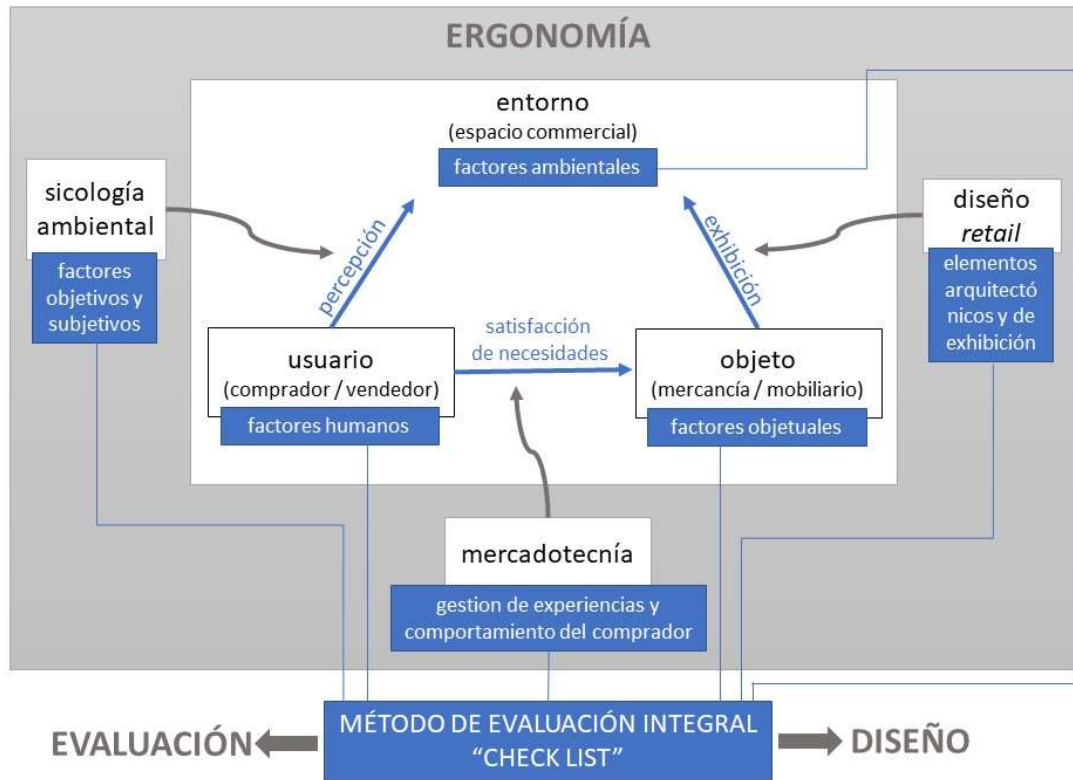 ERGONOMÍA
entorno
(espacio commercial)
factores ambientales
sicología
ambiental
factores
objetivos y
subjetivos
percepción
exhibición
diseño
retail
elementos
arquitectó
nicos y de
exhibición
satisfacción
de necesidades
usuario
(comprador / vendedor)
factores humanos
objeto
(mercancía / mobiliario)
factores objetuales
mercadotecnía
gestion de experiencias y
comportamiento del comprador
EVALUACIÓN
MÉTODO DE EVALUACIÓN INTEGRAL
“CHECK LIST”
DISEÑO